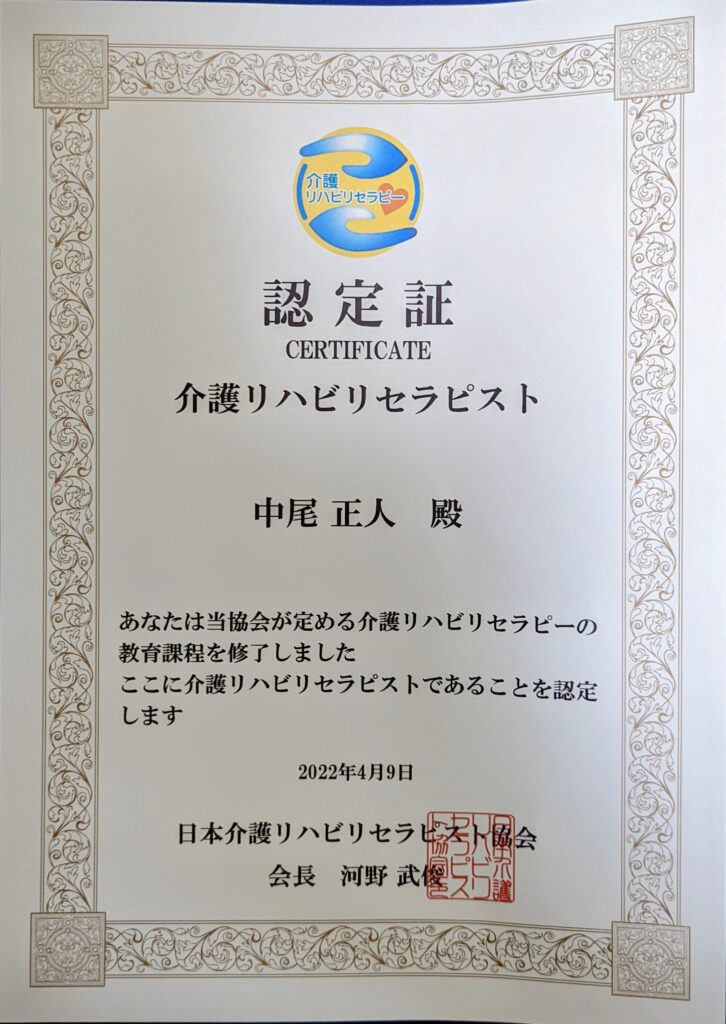 介護
リハビリセラピー
認定証
CERTIFICATE
介護リハビリセラピスト
中尾 正人　殿
あなたは当協会が定める介護リハビリセラピーの
教育課程を修了しました
ここに介護リハビリセラピストであることを認定
します
2022年4月9日
日本介護リハビリセラピスト協会
会長　河野 武俊